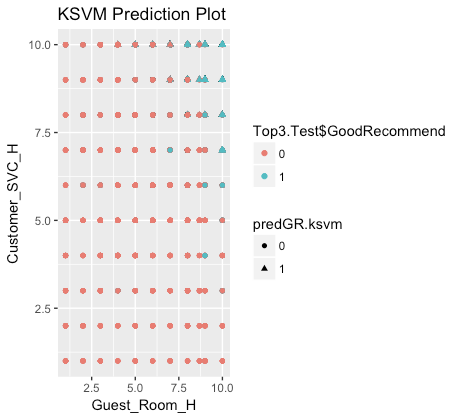 KSVM Prediction Plot
10.0
7.5
5.0
2.5
Customer_SVC_H
2.5
5.0
7.5
10.0
Guest_Room_H
Top3.Test$GoodRecommend
0
1
predGR.ksvm
0
1